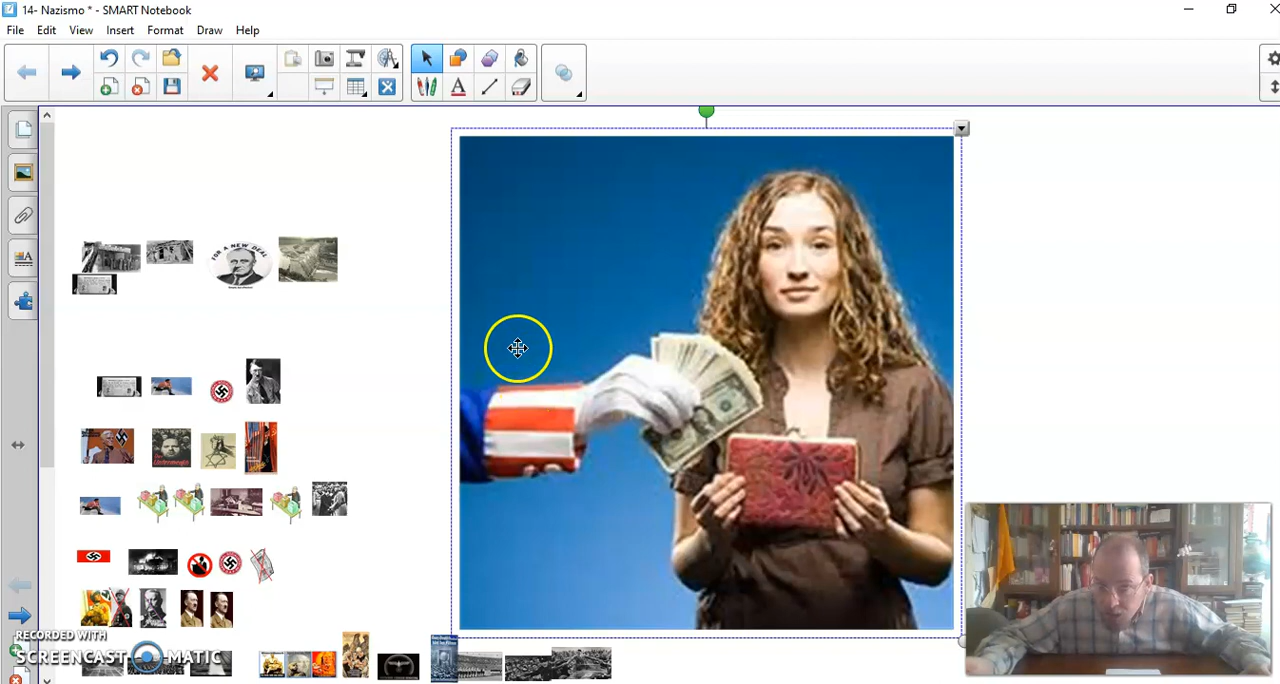 14- Nazismo * - SMART Notebook
File Edit View Insert Format Draw Help
FOR A NEW DEAL
RECORDED WITH
SCREENCAST MATIC